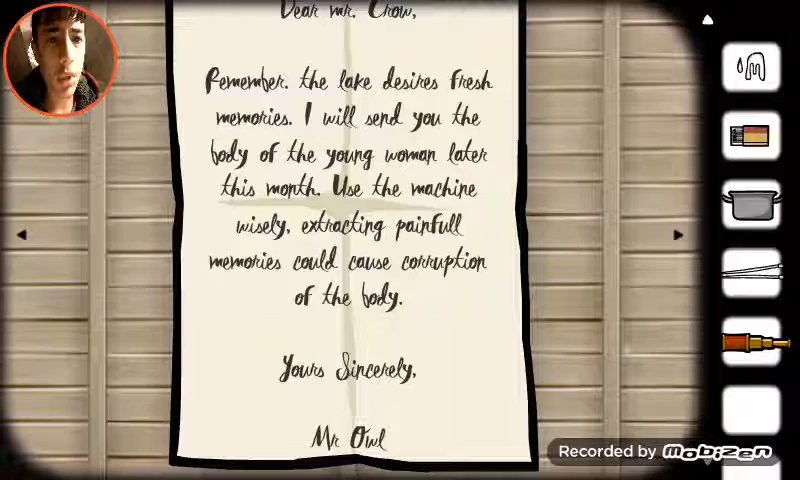 Dear mr. Crow,
Remember. the lake desires fresh
memories. I will send you the
body of the young woman later
this month. Use the machine
wisely, extracting painfull
memories could cause corruption
of the body.
Yours Sincerely,
Mr Owl
Recorded by mobizen